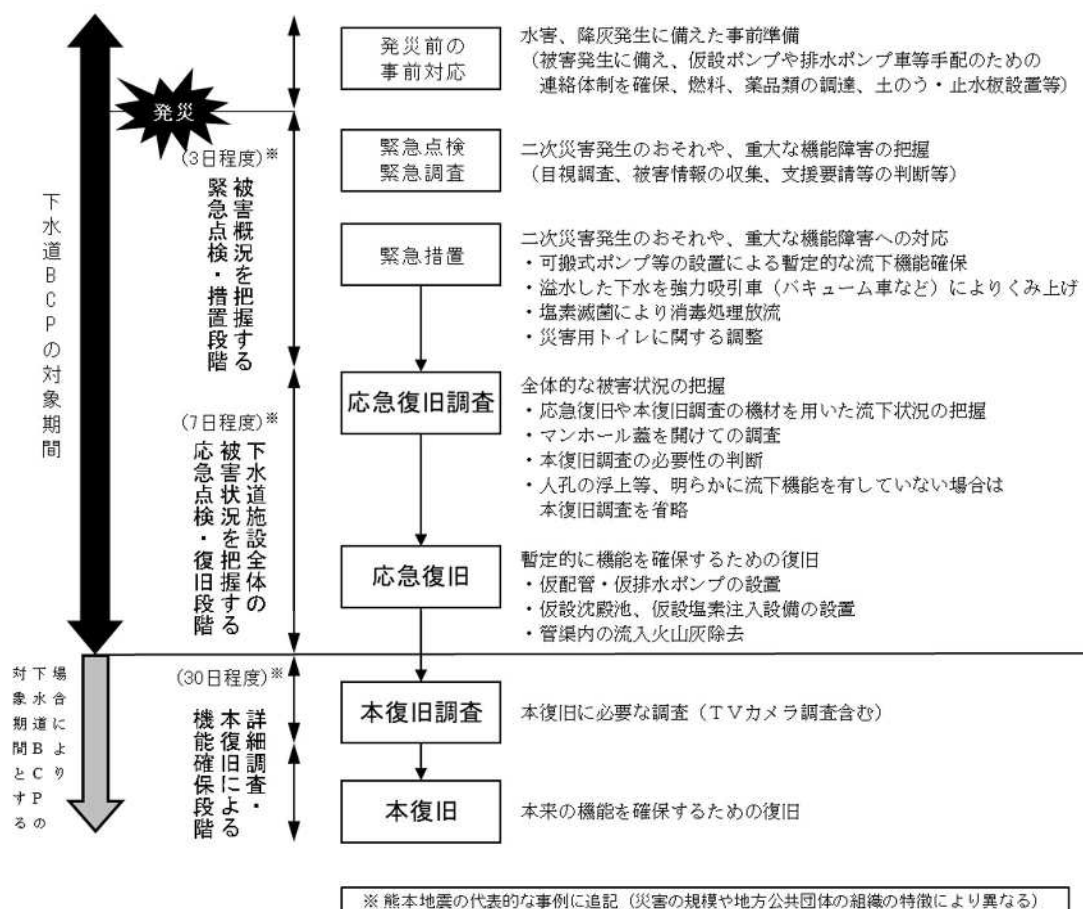 発災前の
事前対応
水害、降灰発生に備えた事前準備
（被害発生に備え、仮設ポンプや排水ポンプ車等手配のための
連絡体制を確保、燃料、薬品類の調達、土のう・止水板設置等）
発災
下水道BCPの対象期間
(3日程度)※
被害概況を把握する
緊急点検・措置段階
緊急点検
緊急調査
二次災害発生のおそれや、重大な機能障害の把握
（目視調査、被害情報の収集、支援要請等の判断等）
緊急措置
二次災害発生のおそれや、重大な機能障害への対応
・可搬式ポンプ等の設置による暫定的な流下機能確保
・溢水した下水を強力吸引車（バキューム車など）によりくみ上げ
・塩素滅菌により消毒処理放流
・災害用トイレに関する調整
(7日程度)※
下水道施設全体の
被害状況を把握する
応急点検・復旧段階
応急復旧調査
全体的な被害状況の把握
・応急復旧や本復旧調査の機材を用いた流下状況の把握
・マンホール蓋を開けての調査
・本復旧調査の必要性の判断
・人孔の浮上等、明らかに流下機能を有していない場合は
本復旧調査を省略
応急復旧
暫定的に機能を確保するための復旧
・仮配管・仮排水ポンプの設置
・仮設沈殿池、仮設塩素注入設備の設置
・管渠内の流入火山灰除去
場合により
下水道BCPの
対象期間とする
(30日程度)※
詳細調査・
本復旧による
機能確保段階
本復旧調査
本復旧に必要な調査（TVカメラ調査含む）
本復旧
本来の機能を確保するための復旧
※ 熊本地震の代表的な事例に追記（災害の規模や地方公共団体の組織の特徴により異なる）